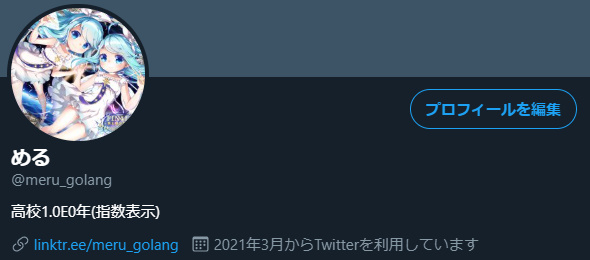 プロフィールを編集
める
@meru_golang
高校1.0E0年(指数表示)
linktr.ee/meru_golang 2021年3月からTwitterを利用しています